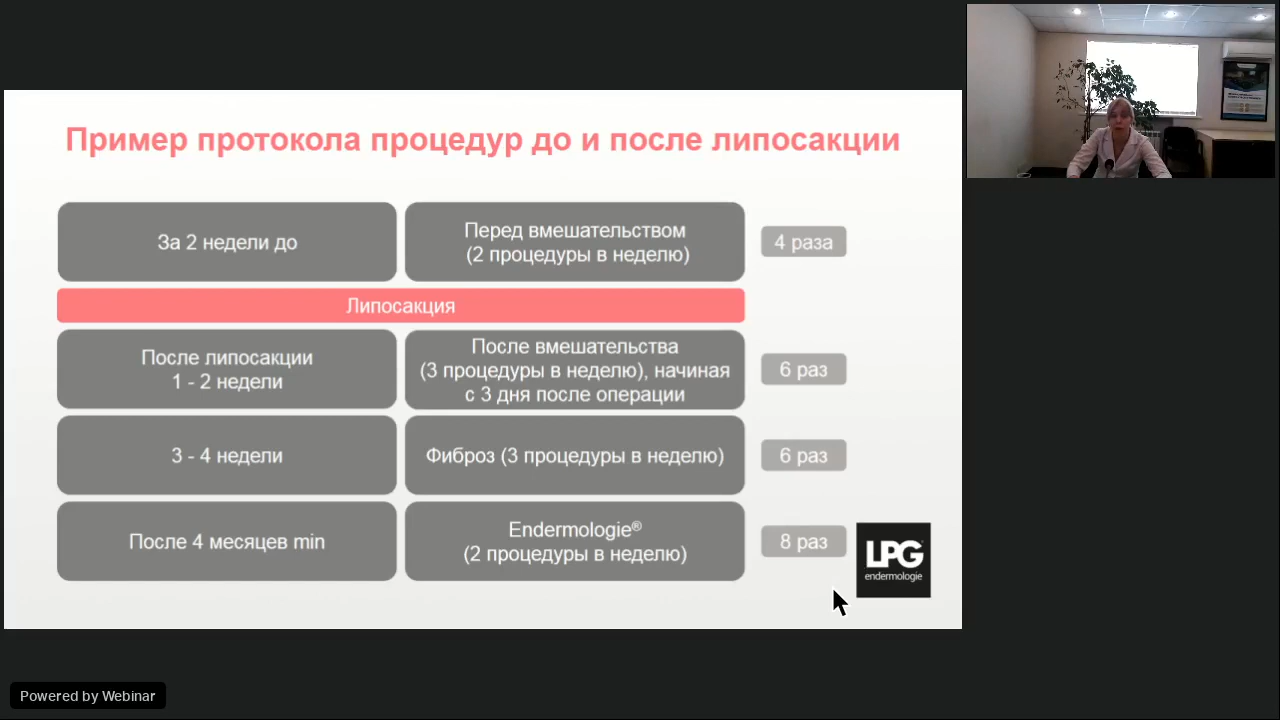 Пример протокола процедур до и после липосакции
За 2 недели до
Перед вмешательством
(2 процедуры в неделю)
4 раза
Липосакция
После липосакции
1 - 2 недели
После вмешательства
(3 процедуры в неделю), начиная
с 3 дня после операции
6 раз
3 - 4 недели
Фиброз (3 процедуры в неделю)
6 раз
После 4 месяцев min
Endermologie®
(2 процедуры в неделю)
8 раз
LPG
endermologie
Powered by Webinar